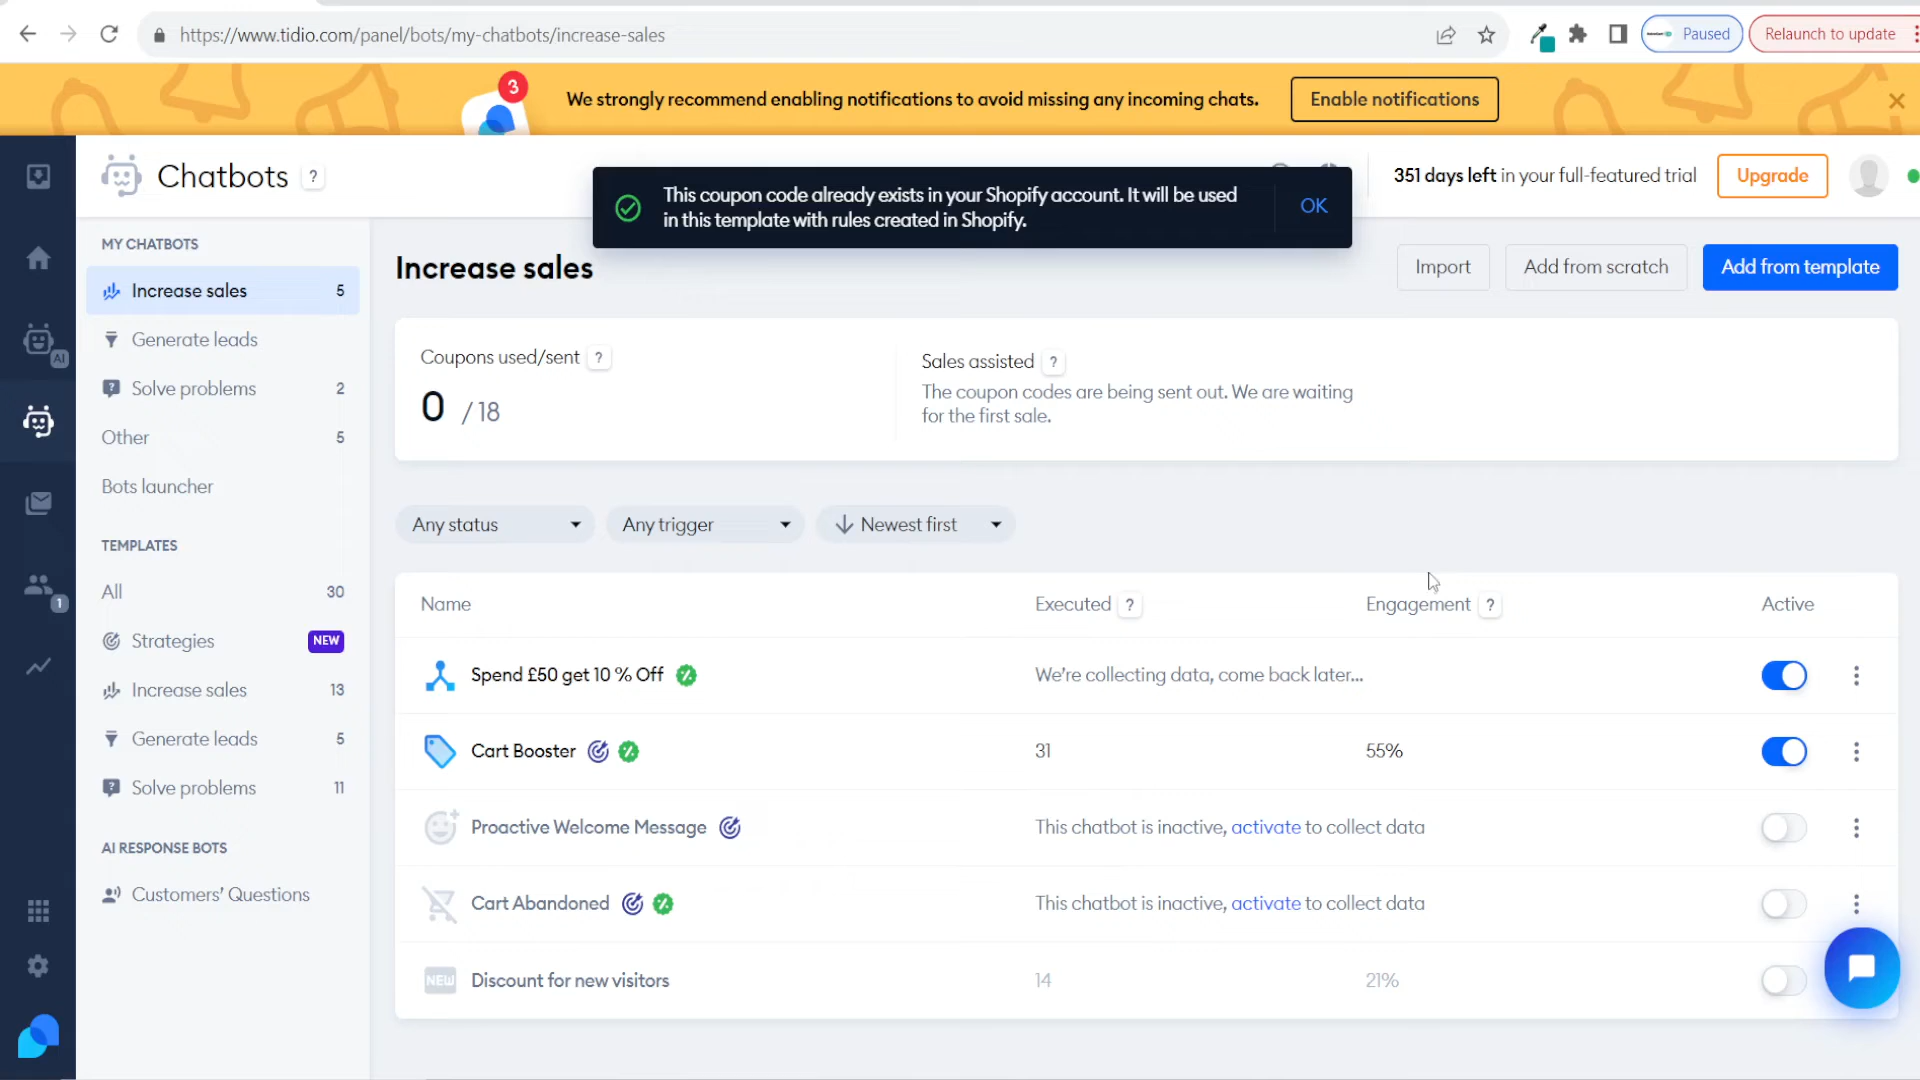 https://www.tidio.com/panel/bots/my-chatbots/increase-sales
Paused
Relaunch to update
3
We strongly recommend enabling notifications to avoid missing any incoming chats.
Enable notifications
Chatbots ?
This coupon code already exists in your Shopify account. It will be used
in this template with rules created in Shopify.
OK
351 days left in your full-featured trial
Upgrade
MY CHATBOTS
Increase sales 5
Generate leads
Solve problems 2
Other 5
Bots launcher
TEMPLATES
All 30
Strategies NEW
Increase sales 13
Generate leads 5
Solve problems 11
AI RESPONSE BOTS
Customers' Questions
AI
1
Increase sales
Import
Add from scratch
Add from template
Coupons used/sent ?
0 / 18
Sales assisted ?
The coupon codes are being sent out. We are waiting
for the first sale.
Any status
Any trigger
Newest first
Name Executed ? Engagement ? Active
Spend £50 get 10 % Off We're collecting data, come back later...
Cart Booster 31 55%
Proactive Welcome Message This chatbot is inactive, activate to collect data
Cart Abandoned This chatbot is inactive, activate to collect data
NEW Discount for new visitors 14 21%